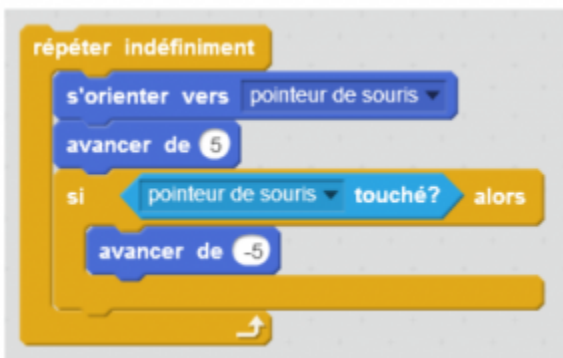 répéter indéfiniment
s'orienter vers pointeur de souris
avancer de 5
si pointeur de souris touché? alors
avancer de -5